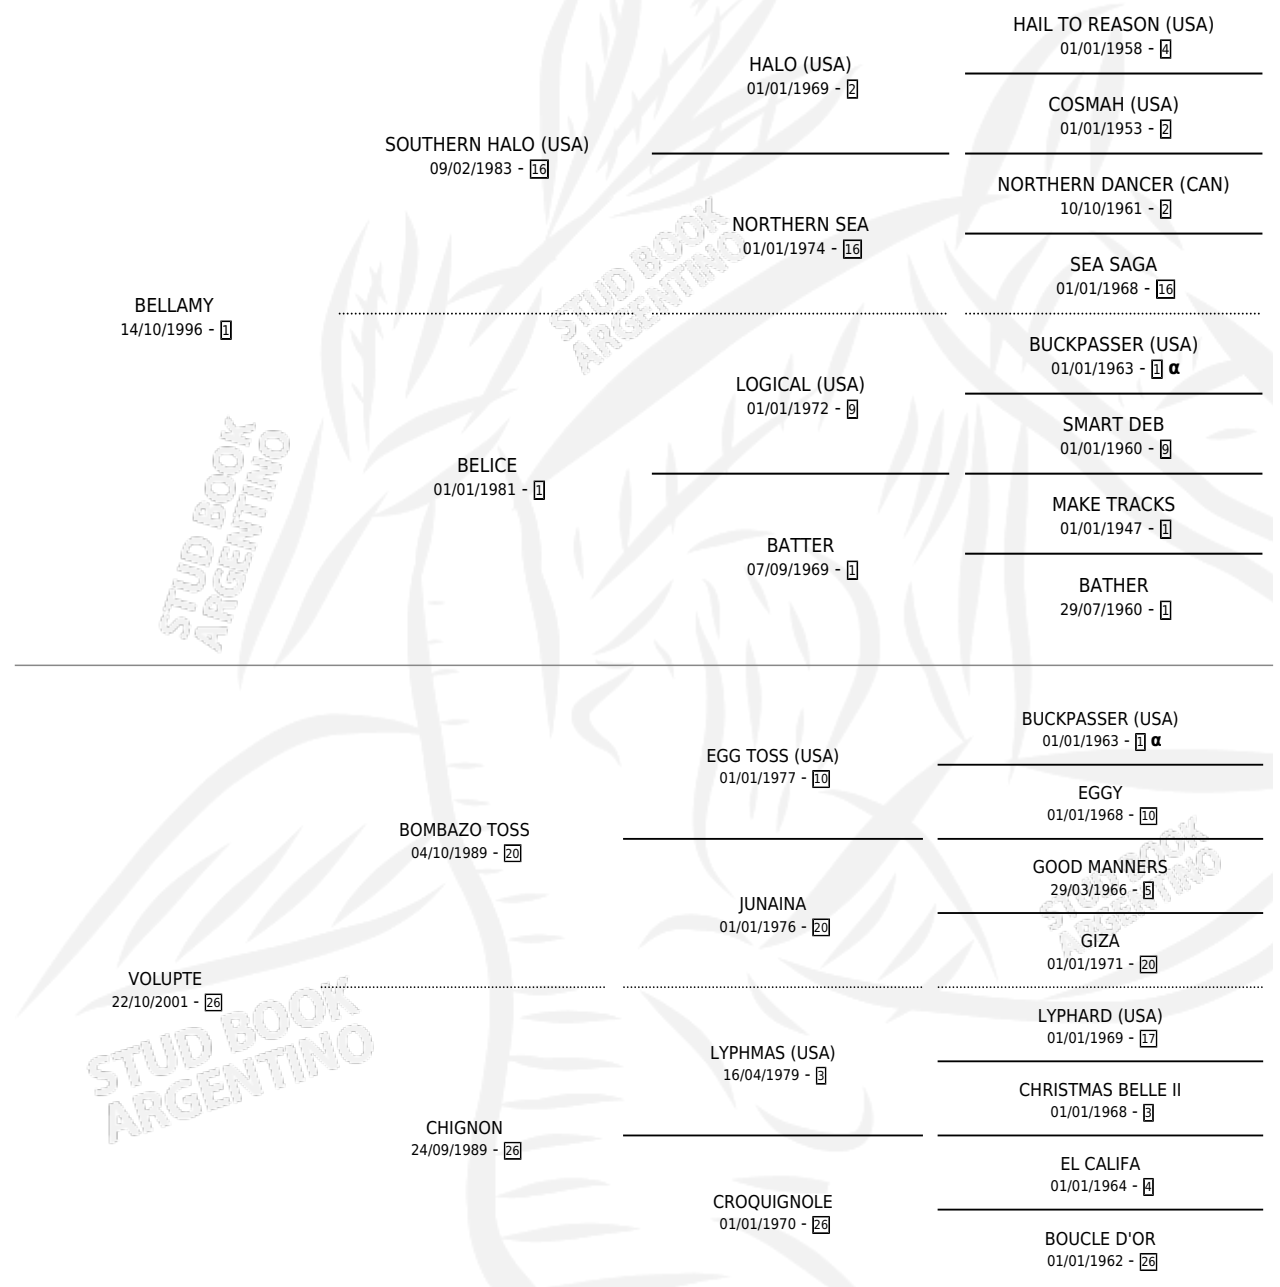 HAIL TO REASON (USA)
01/01/1958 - 4
HALO (USA)
01/01/1969 - 2
COSMAH (USA)
01/01/1953 - 2
SOUTHERN HALO (USA)
09/02/1983 - 16
NORTHERN DANCER (CAN)
10/10/1961 - 2
NORTHERN SEA
01/01/1974 - 16
SEA SAGA
01/01/1968 - 16
BELLAMY
14/10/1996 - 1
BUCKPASSER (USA)
01/01/1963 - 1 α
LOGICAL (USA)
01/01/1972 - 9
SMART DEB
01/01/1960 - 9
BELICE
01/01/1981 - 1
MAKE TRACKS
01/01/1947 - 1
BATTER
07/09/1969 - 1
BATHER
29/07/1960 - 1
BUCKPASSER (USA)
01/01/1963 - 1 α
EGG TOSS (USA)
01/01/1977 - 10
EGGY
01/01/1968 - 10
BOMBAZO TOSS
04/10/1989 - 20
GOOD MANNERS
29/03/1966 - 5
JUNAINA
01/01/1976 - 20
GIZA
01/01/1971 - 20
VOLUPTE
22/10/2001 - 26
LYPHARD (USA)
01/01/1969 - 17
LYPHMAS (USA)
16/04/1979 - 3
CHRISTMAS BELLE II
01/01/1968 - 3
CHIGNON
24/09/1989 - 26
EL CALIFA
01/01/1964 - 4
CROQUIGNOLE
01/01/1970 - 26
BOUCLE D'OR
01/01/1962 - 26
STUD BOOK
ARGENTINO
STUD BOOK
ARGENTINO
STUD BOOK
ARGENTINO
STUD BOOK
ARGENTINO